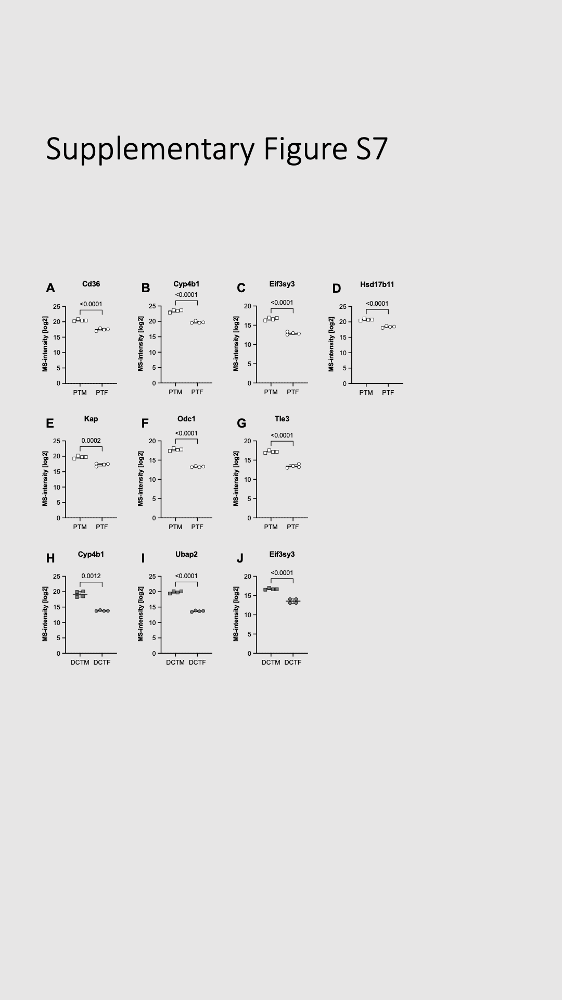 Supplementary Figure S7
A Cd36
<0.0001
MS-intensity [log2]
25
20
15
10
5
0
PTM PTF
B Cyp4b1
<0.0001
MS-intensity [log2]
25
20
15
10
5
0
PTM PTF
C Eif3sy3
<0.0001
MS-intensity [log2]
20
15
10
5
0
PTM PTF
D Hsd17b11
<0.0001
MS-intensity [log2]
25
20
15
10
5
0
PTM PTF
E Kap
0.0002
MS-intensity [log2]
25
20
15
10
5
0
PTM PTF
F Odc1
<0.0001
MS-intensity [log2]
20
15
10
5
0
PTM PTF
G Tle3
<0.0001
MS-intensity [log2]
20
15
10
5
0
PTM PTF
H Cyp4b1
0.0012
MS-intensity [log2]
25
20
15
10
5
0
DCTM DCTF
I Ubap2
<0.0001
MS-intensity [log2]
25
20
15
10
5
0
DCTM DCTF
J Eif3sy3
<0.0001
MS-intensity [log2]
20
15
10
5
0
DCTM DCTF